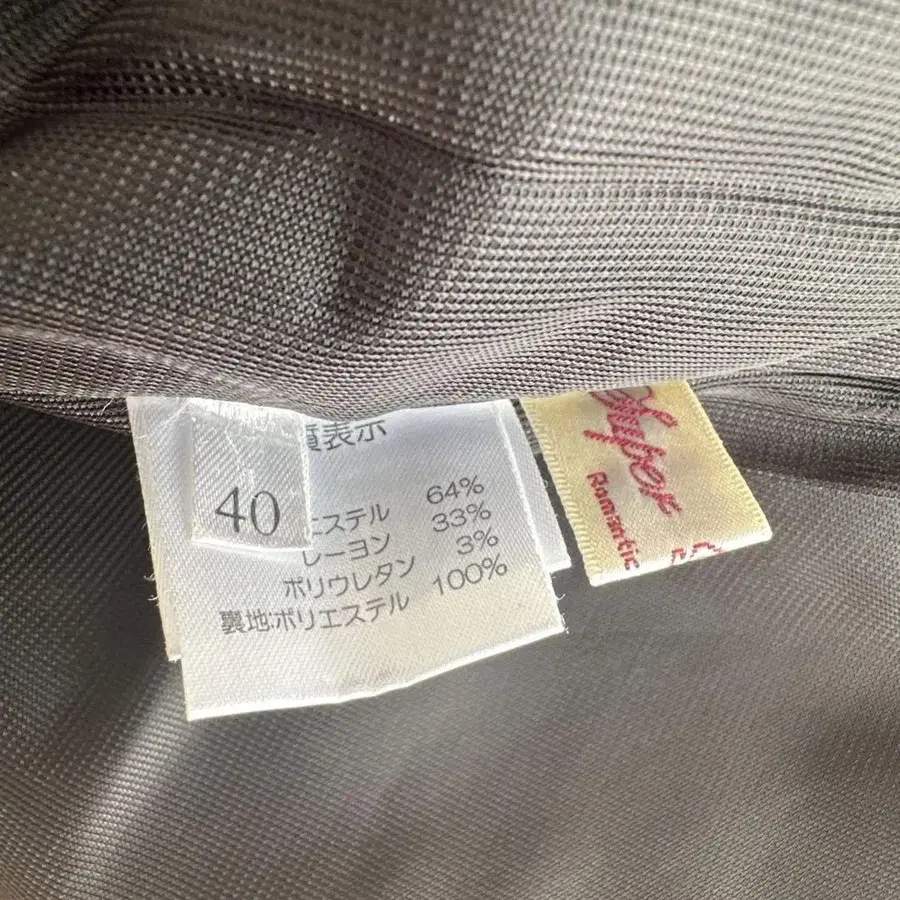 質表示
40
エステル 64%
レーヨン 33%
ポリウレタン 3%
裏地:ポリエステル 100%
Super
Romantic